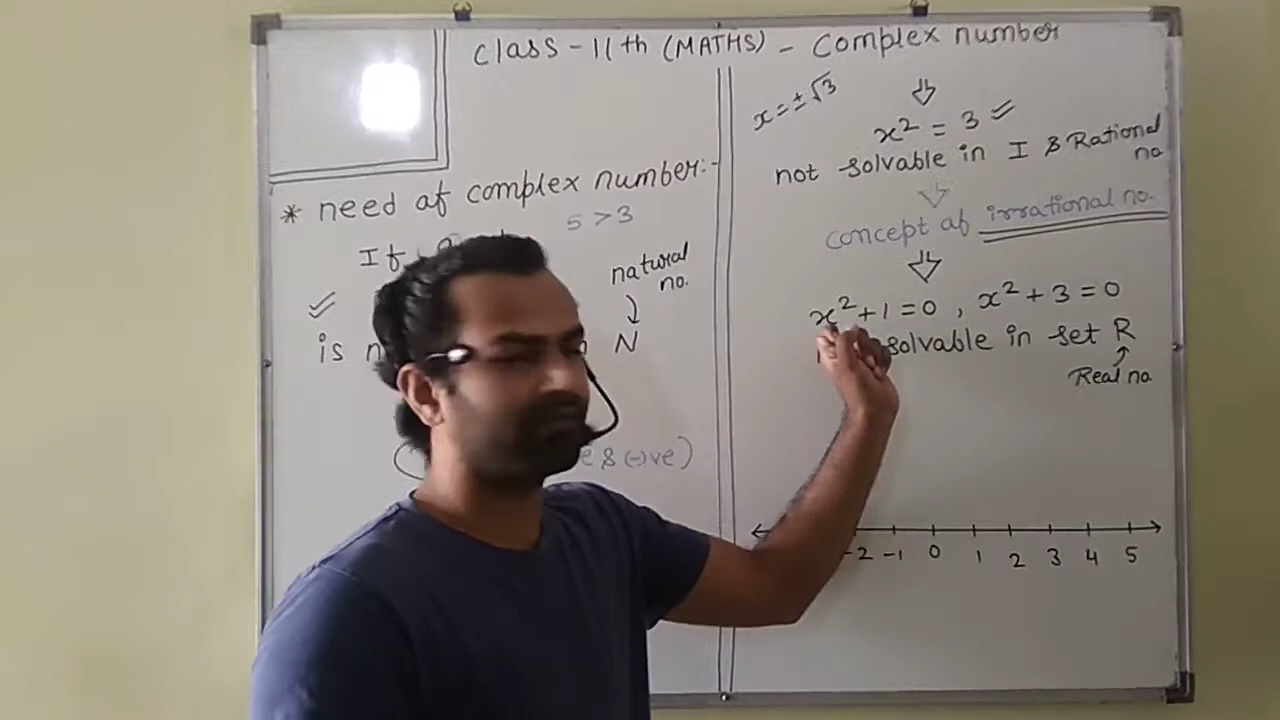 Class - 11th (MATHS) - Complex number
* need of complex number:-
5 > 3
If
natural
no.
is
N
& (-)ve)
x = ±√3
x² = 3
not solvable in I & Rational
no
concept of irrational no.
x² + 1 = 0 , x² + 3 = 0
solvable in set R
Real no
-2 -1 0 1 2 3 4 5